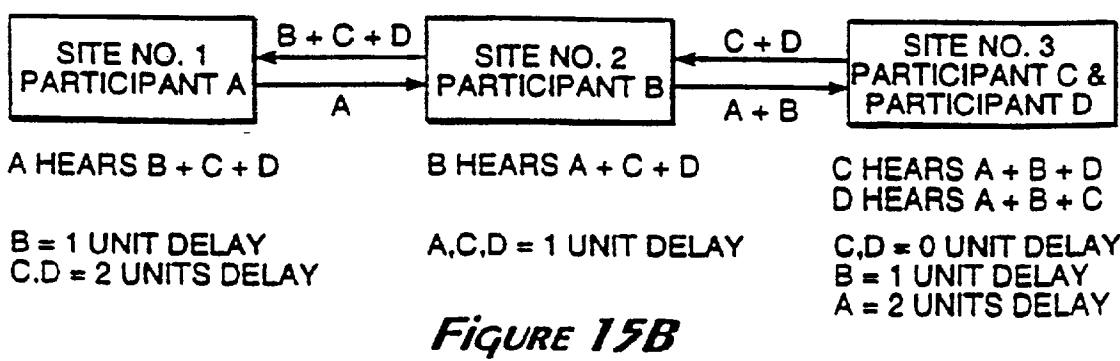 SITE NO. 1
PARTICIPANT A
B + C + D
A
SITE NO. 2
PARTICIPANT B
C + D
A + B
SITE NO. 3
PARTICIPANT C &
PARTICIPANT D
A HEARS B + C + D
B = 1 UNIT DELAY
C,D = 2 UNITS DELAY
B HEARS A + C + D
A,C,D = 1 UNIT DELAY
C HEARS A + B + D
D HEARS A + B + C
C,D = 0 UNIT DELAY
B = 1 UNIT DELAY
A = 2 UNITS DELAY
FIGURE 15B